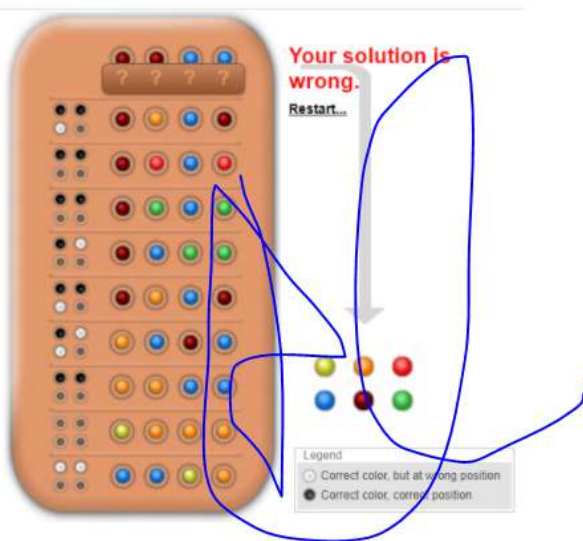 ? ? ? ?
Your solution is
wrong.
Restart...
Legend
Correct color, but at wrong position
Correct color, correct position